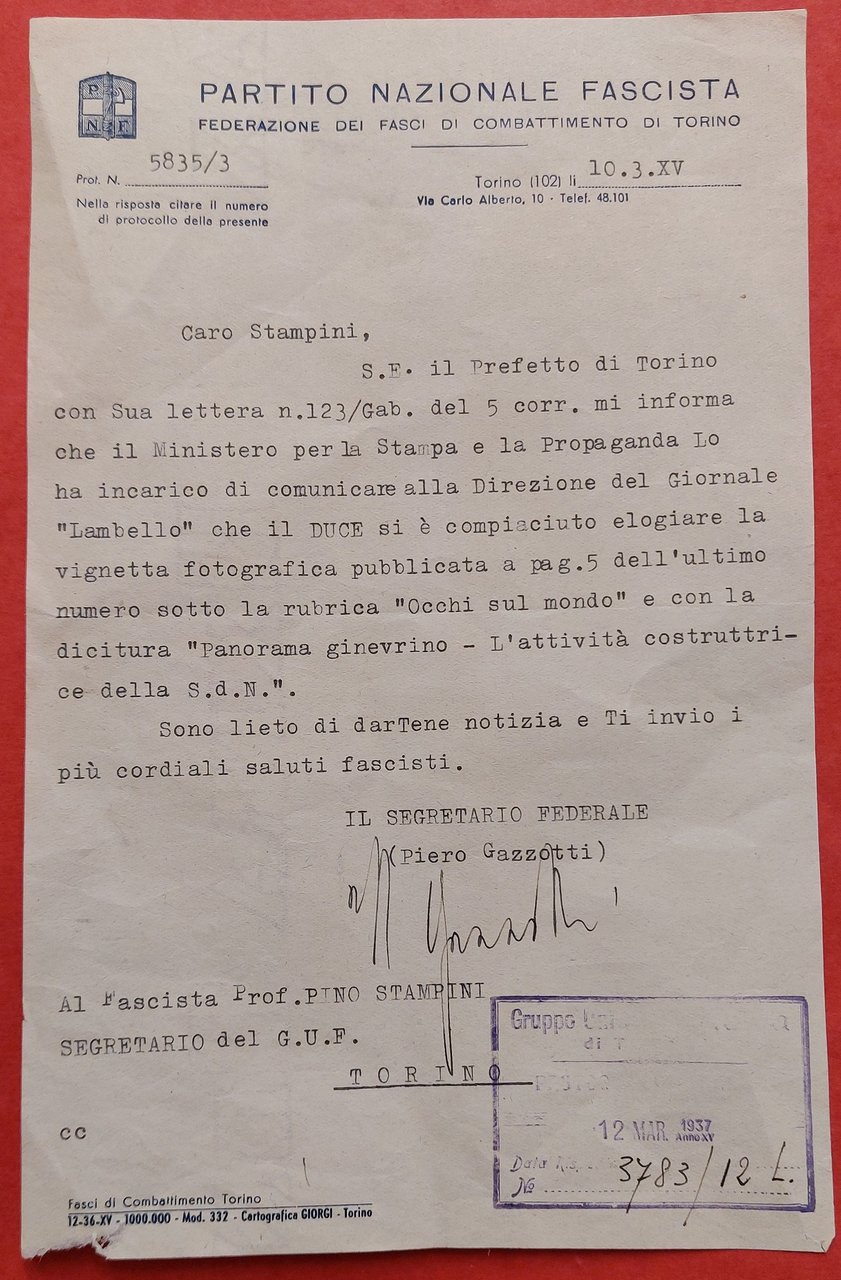 P
N F
PARTITO NAZIONALE FASCISTA
FEDERAZIONE DEI FASCI DI COMBATTIMENTO DI TORINO
Prot. N. 5835/3
Torino (102) li 10.3.XV
Nella risposta citare il numero
di protocollo della presente
Via Carlo Alberto, 10 - Telef. 48.101
Caro Stampini,
S.E. il Prefetto di Torino
con Sua lettera n.123/Gab. del 5 corr. mi informa
che il Ministero per la Stampa e la Propaganda Lo
ha incarico di comunicare alla Direzione del Giornale
"Lambello" che il DUCE si è compiaciuto elogiare la
vignetta fotografica pubblicata a pag.5 dell'ultimo
numero sotto la rubrica "Occhi sul mondo" e con la
dicitura "Panorama ginevrino - L'attività costruttri-
ce della S.d.N.".
Sono lieto di darTene notizia e Ti invio i
più cordiali saluti fascisti.
IL SEGRETARIO FEDERALE
(Piero Gazzotti)
Al Fascista Prof.PINO STAMPINI
SEGRETARIO del G.U.F.
TORINO
Gruppo
di T
12 MAR. 1937
Anno XV
Data
№ 3783/12 L.
cc
Fasci di Combattimento Torino
12-36-XV - 1000.000 - Mod. 332 - Cartografica GIORGI - Torino